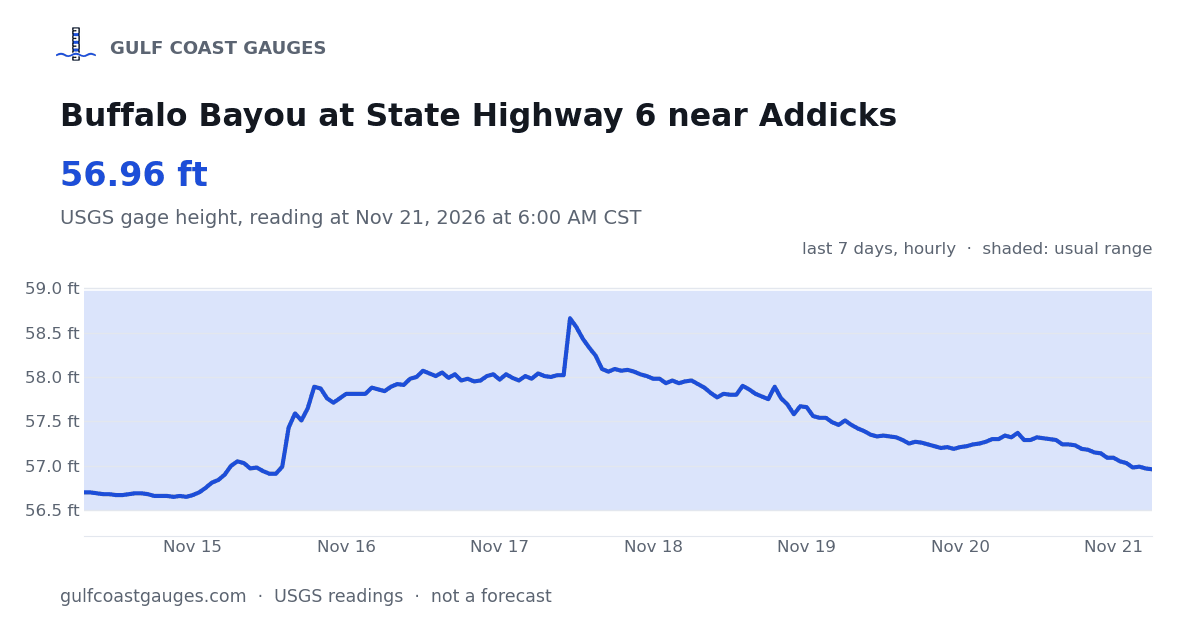 GULF COAST GAUGES
Buffalo Bayou at State Highway 6 near Addicks
56.96 ft
USGS gage height, reading at Nov 21, 2026 at 6:00 AM CST
last 7 days, hourly · shaded: usual range
59.0 ft
58.5 ft
58.0 ft
57.5 ft
57.0 ft
56.5 ft
Nov 15 Nov 16 Nov 17 Nov 18 Nov 19 Nov 20 Nov 21
gulfcoastgauges.com · USGS readings · not a forecast